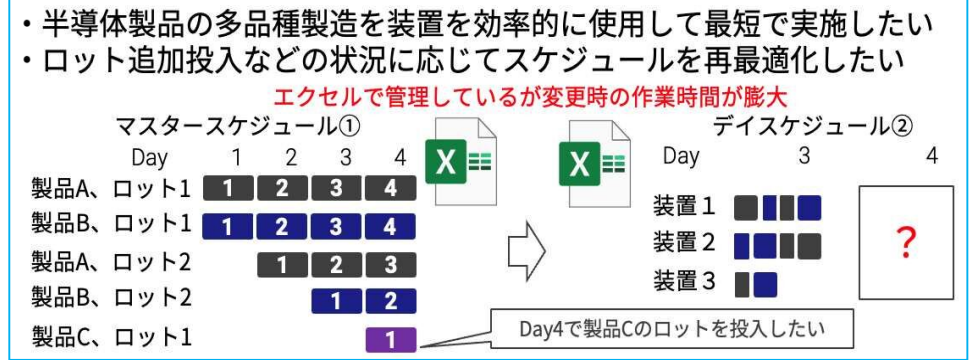 ・半導体製品の多品種製造を装置を効率的に使用して最短で実施したい
・ロット追加投入などの状況に応じてスケジュールを再最適化したい
エクセルで管理しているが変更時の作業時間が膨大
マスタースケジュール①
Day 1 2 3 4
製品A、ロット1 1 2 3 4
製品B、ロット1 1 2 3 4
製品A、ロット2 1 2 3
製品B、ロット2 1 2
製品C、ロット1 1
X
X
デイスケジュール②
Day 3 4
装置1
装置2
装置3
?
Day4で製品Cのロットを投入したい